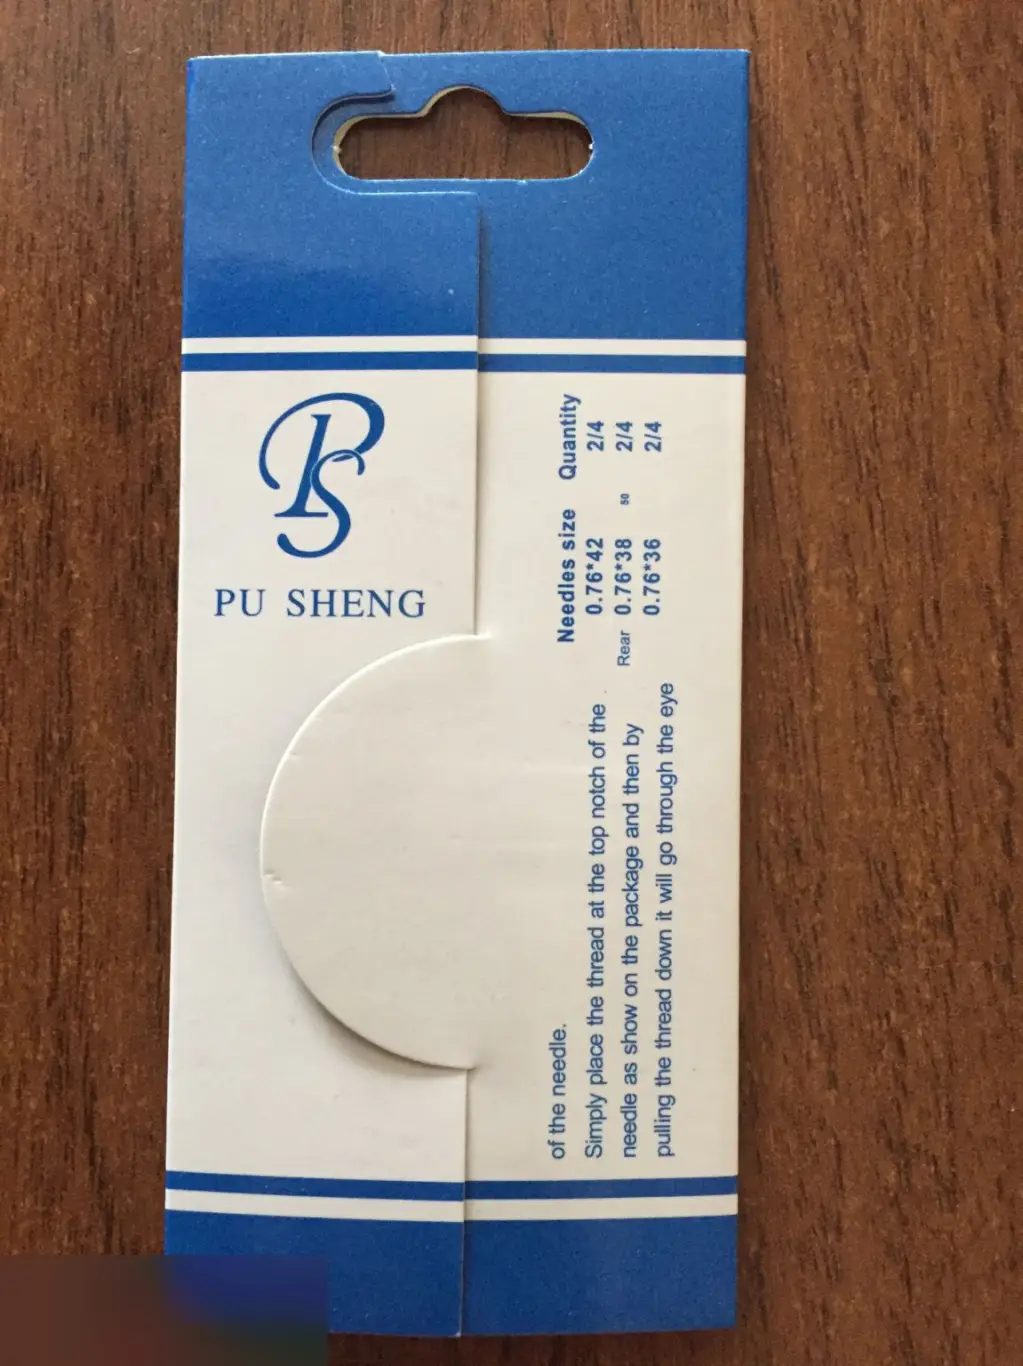 PS
PU SHENG
of the needle.
Simply place the thread at the top notch of the
needle as show on the package and then by
pulling the thread down it will go through the eye
Needles size Quantity
0.76*42 2/4
Rear 0.76*38 50 2/4
0.76*36 2/4